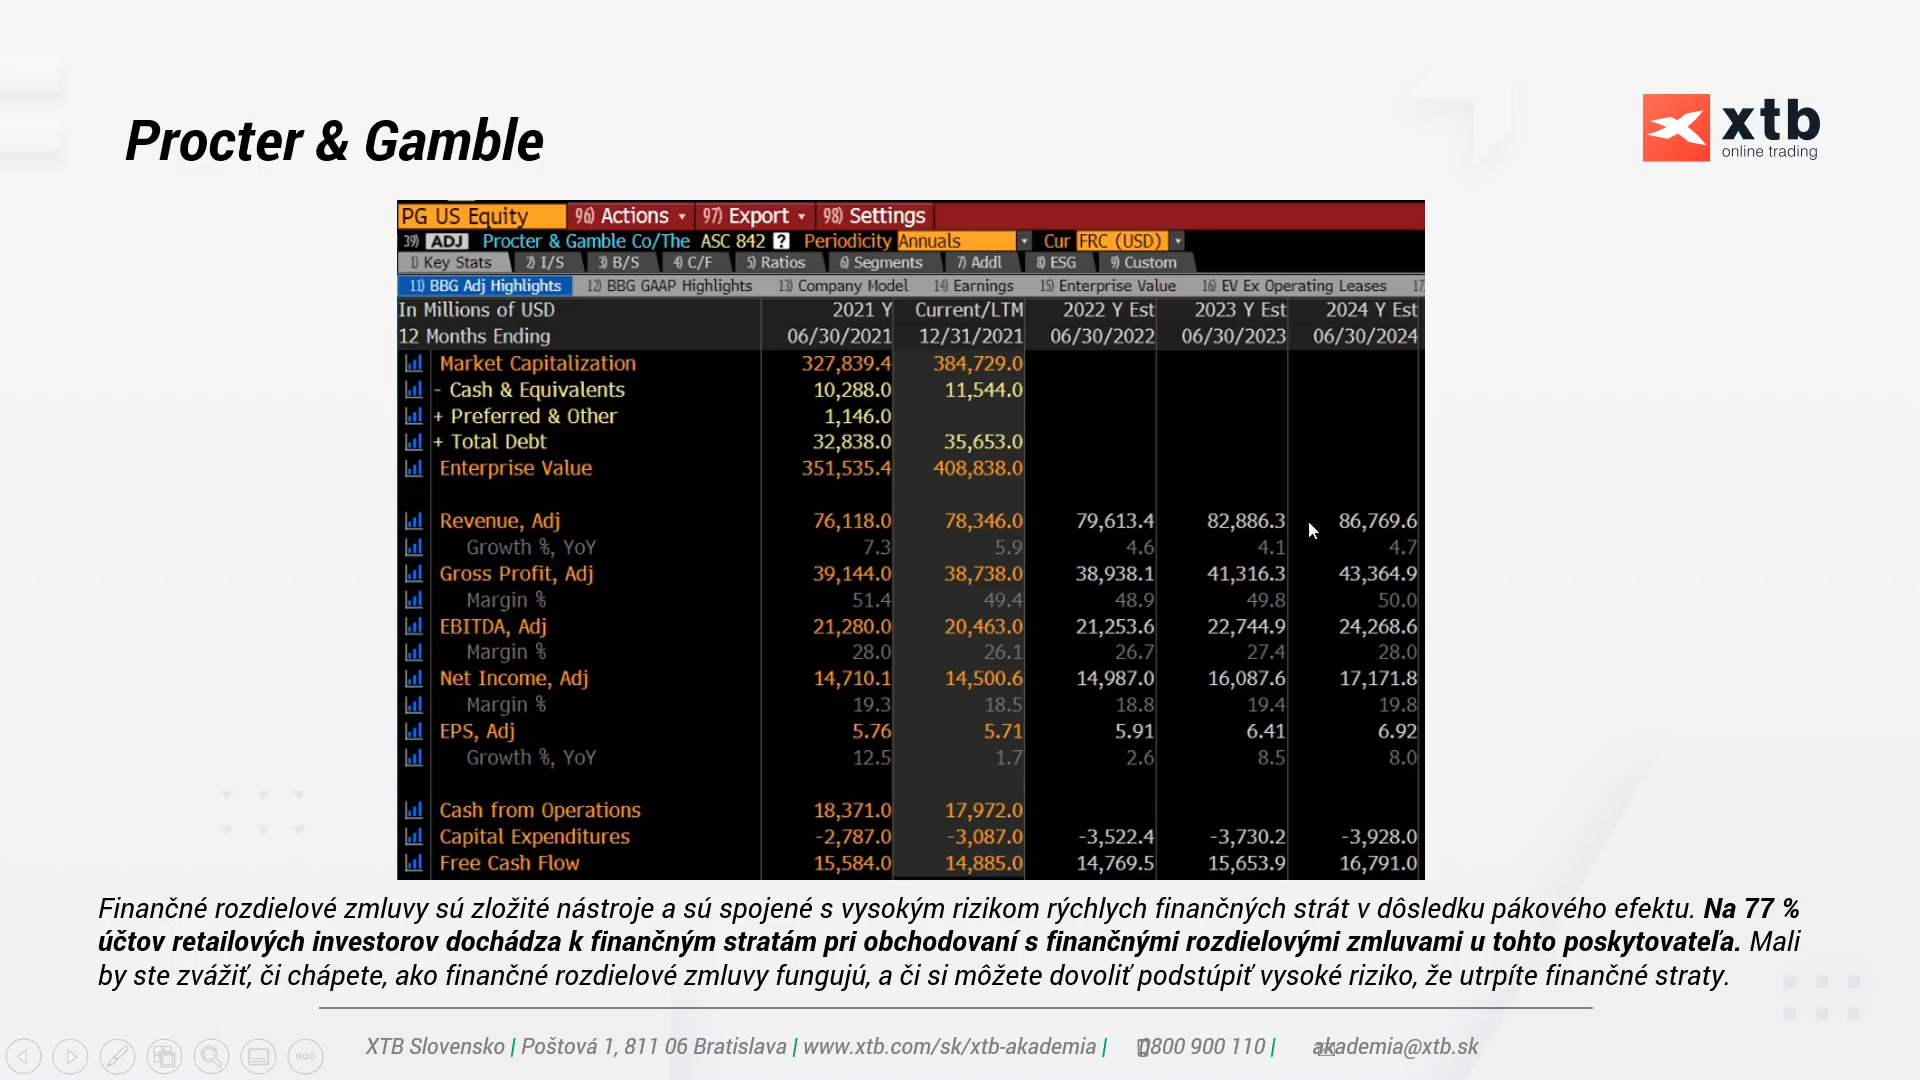 Procter & Gamble
xtb
online trading
PG US Equity 96) Actions 97) Export 98) Settings
39) ADJ Procter & Gamble Co/The ASC 842 ? Periodicity Annuals Cur FRC (USD)
1) Key Stats 2) I/S 3) B/S 4) C/F 5) Ratios 6) Segments 7) Addl 8) ESG 9) Custom
11) BBG Adj Highlights 12) BBG GAAP Highlights 13) Company Model 14) Earnings 15) Enterprise Value 16) EV Ex Operating Leases 17
In Millions of USD 2021 Y Current/LTM 2022 Y Est 2023 Y Est 2024 Y Est
12 Months Ending 06/30/2021 12/31/2021 06/30/2022 06/30/2023 06/30/2024
Market Capitalization 327,839.4 384,729.0
- Cash & Equivalents 10,288.0 11,544.0
+ Preferred & Other 1,146.0
+ Total Debt 32,838.0 35,653.0
Enterprise Value 351,535.4 408,838.0
Revenue, Adj 76,118.0 78,346.0 79,613.4 82,886.3 86,769.6
Growth %, YoY 7.3 5.9 4.6 4.1 4.7
Gross Profit, Adj 39,144.0 38,738.0 38,938.1 41,316.3 43,364.9
Margin % 51.4 49.4 48.9 49.8 50.0
EBITDA, Adj 21,280.0 20,463.0 21,253.6 22,744.9 24,268.6
Margin % 28.0 26.1 26.7 27.4 28.0
Net Income, Adj 14,710.1 14,500.6 14,987.0 16,087.6 17,171.8
Margin % 19.3 18.5 18.8 19.4 19.8
EPS, Adj 5.76 5.71 5.91 6.41 6.92
Growth %, YoY 12.5 1.7 2.6 8.5 8.0
Cash from Operations 18,371.0 17,972.0
Capital Expenditures -2,787.0 -3,087.0 -3,522.4 -3,730.2 -3,928.0
Free Cash Flow 15,584.0 14,885.0 14,769.5 15,653.9 16,791.0
Finančné rozdielové zmluvy sú zložité nástroje a sú spojené s vysokým rizikom rýchlych finančných strát v dôsledku pákového efektu. Na 77 %
účtov retailových investorov dochádza k finančným stratám pri obchodovaní s finančnými rozdielovými zmluvami u tohto poskytovateľa. Mali
by ste zvážiť, či chápete, ako finančné rozdielové zmluvy fungujú, a či si môžete dovoliť podstúpiť vysoké riziko, že utrpíte finančné straty.
XTB Slovensko | Poštová 1, 811 06 Bratislava | www.xtb.com/sk/xtb-akademia | 0800 900 110 | akademia@xtb.sk